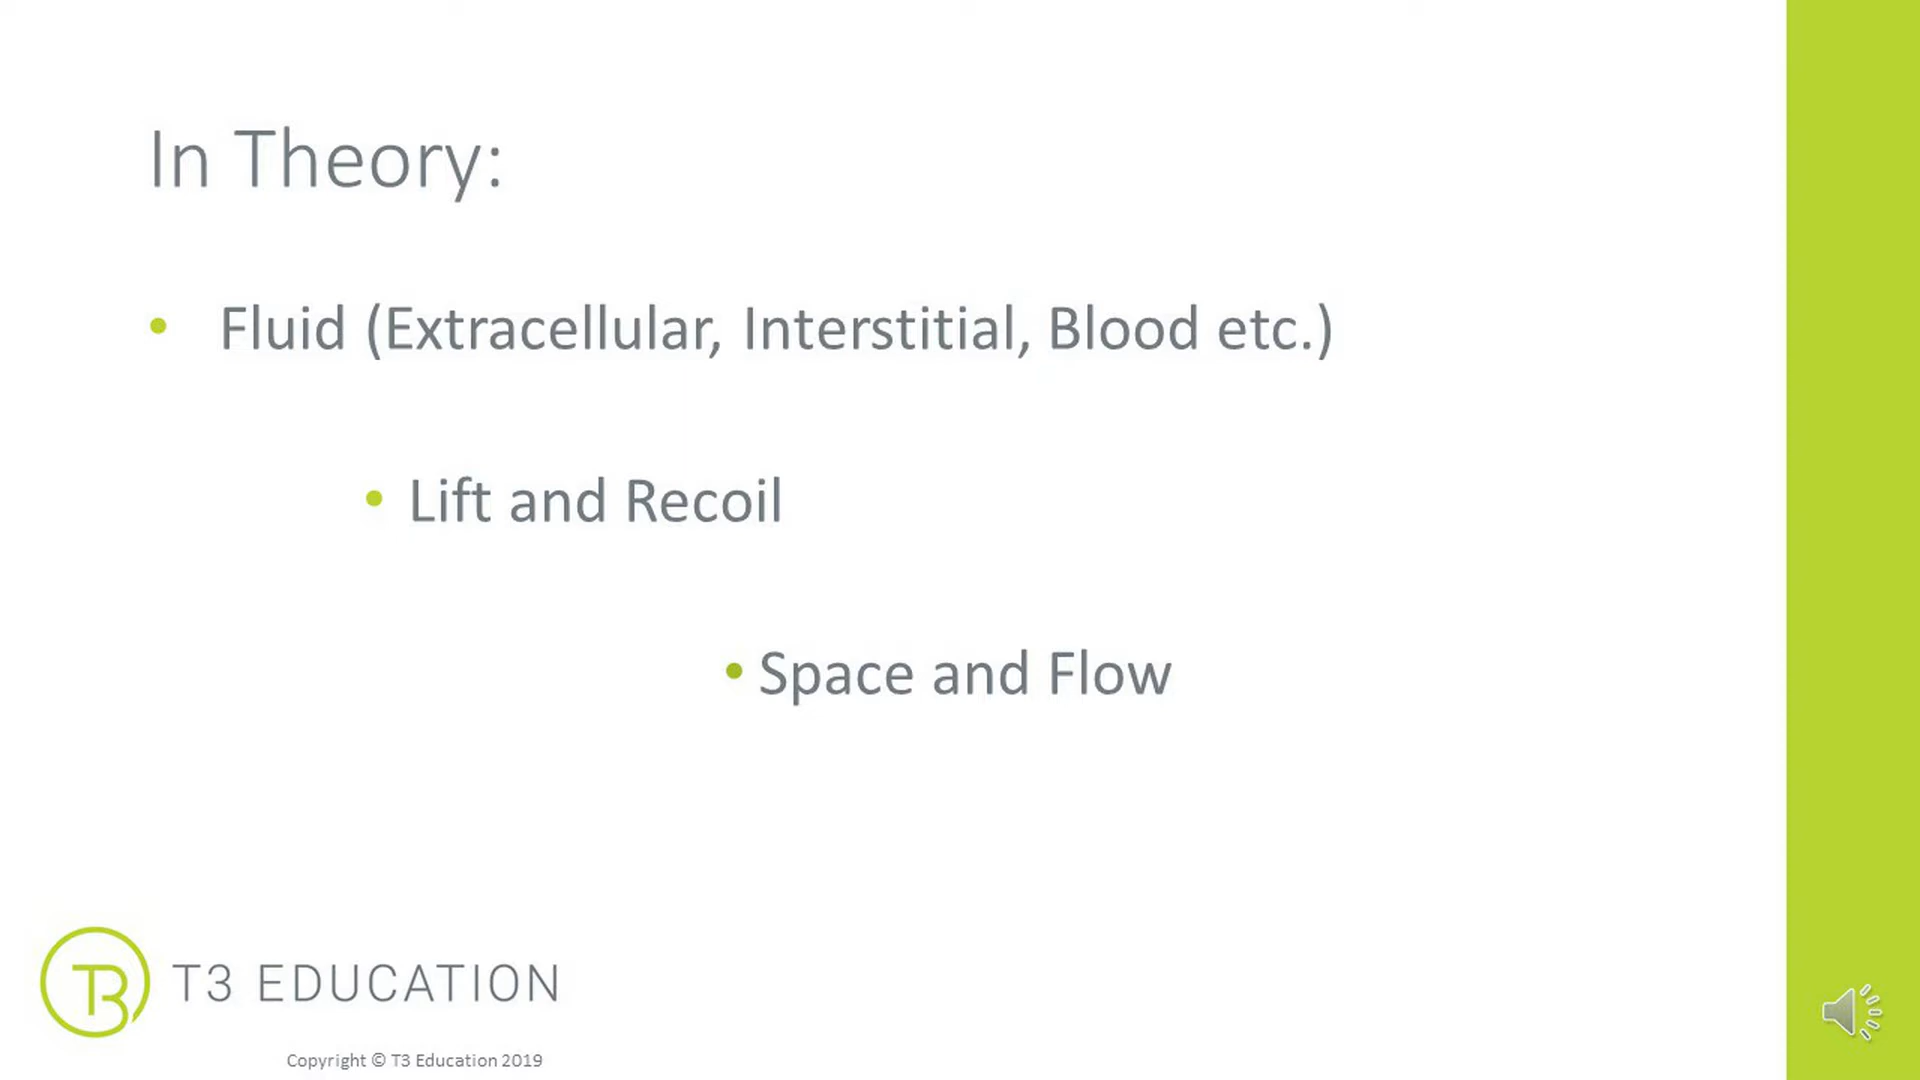 In Theory:
• Fluid (Extracellular, Interstitial, Blood etc.)
• Lift and Recoil
• Space and Flow
T3 EDUCATION
Copyright © T3 Education 2019